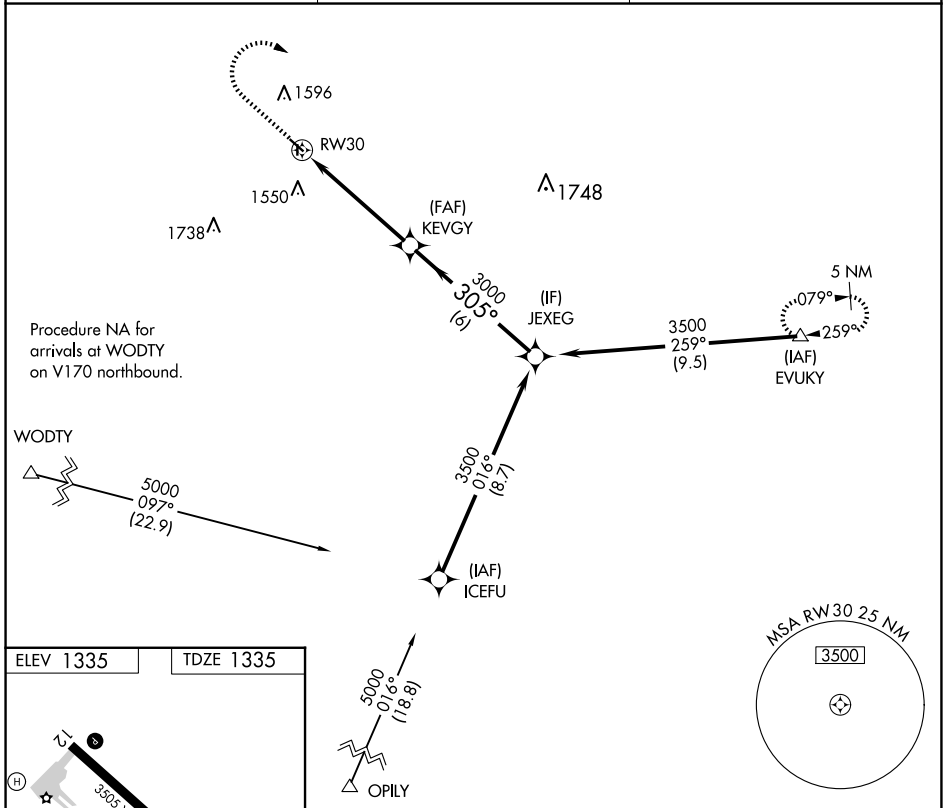 1596
RW30
1550
1738
1748
(FAF)
KEVGY
3000
305°
(6)
(IF)
JEXEG
3500
259°
(9.5)
5 NM
079°
259°
(IAF)
EVUKY
Procedure NA for
arrivals at WODTY
on V170 northbound.
WODTY
5000
097°
(22.9)
3500
016°
(8.7)
(IAF)
ICEFU
5000
016°
(18.8)
OPILY
MSA RW30 25 NM
3500
ELEV 1335
TDZE 1335
12
P
H
3505